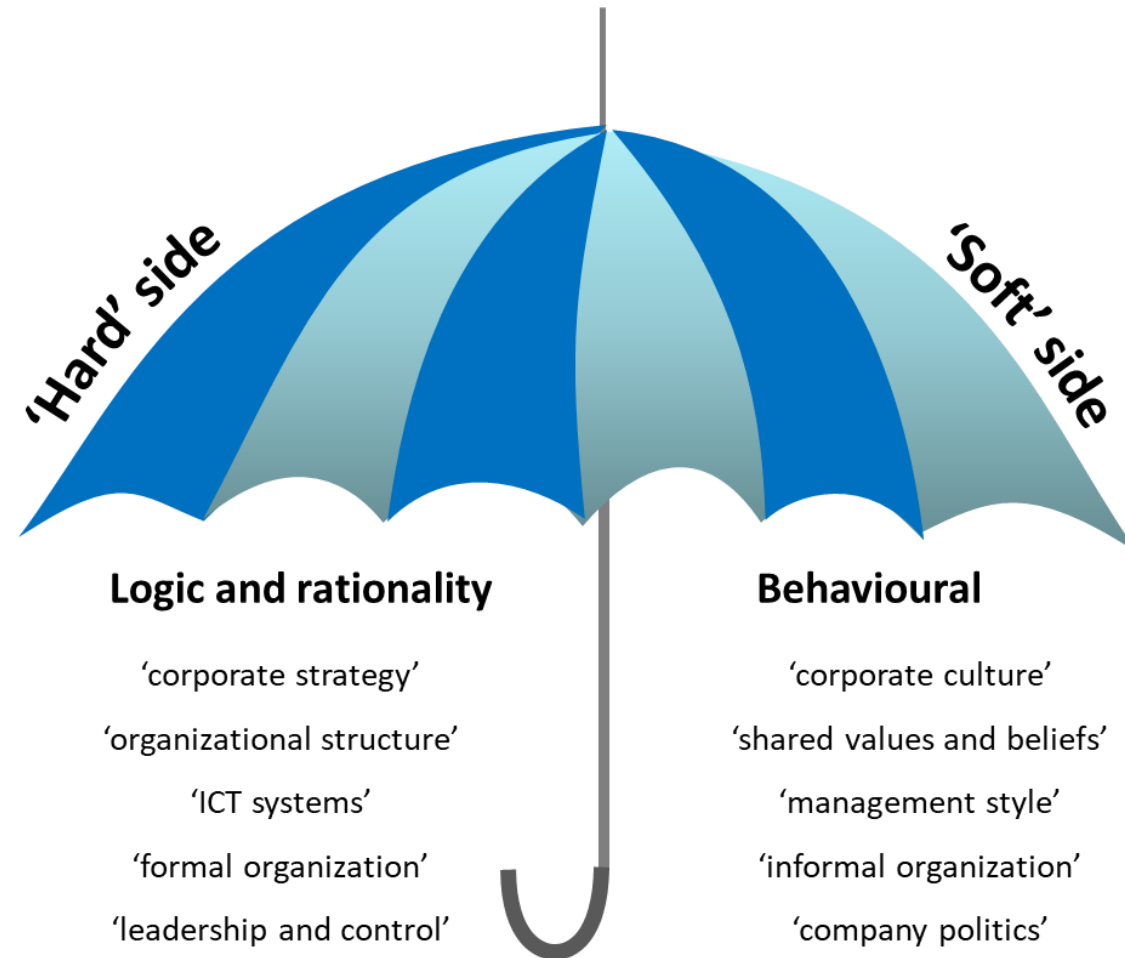 ‘Hard’ side
‘Soft’ side
Logic and rationality
‘corporate strategy’
‘organizational structure’
‘ICT systems’
‘formal organization’
‘leadership and control’
Behavioural
‘corporate culture’
‘shared values and beliefs’
‘management style’
‘informal organization’
‘company politics’